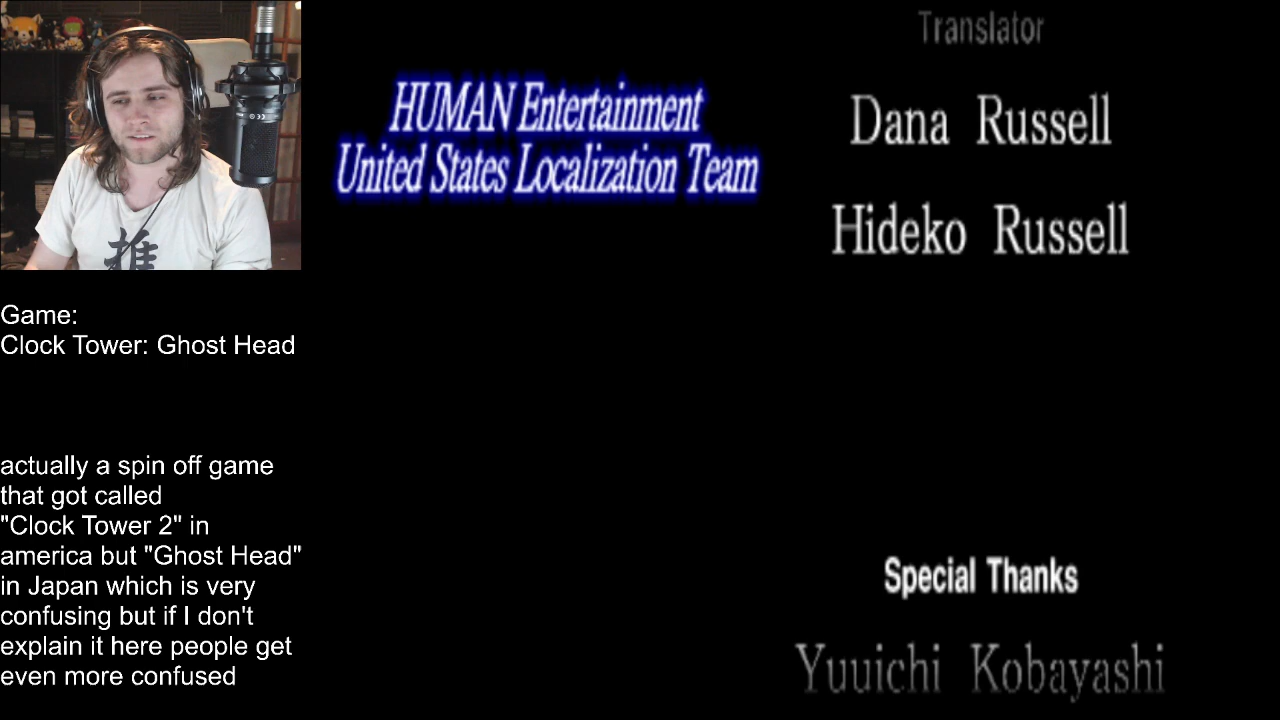 Translator
HUMAN Entertainment
United States Localization Team
Dana Russell
Hideko Russell
Game:
Clock Tower: Ghost Head
actually a spin off game
that got called
"Clock Tower 2" in
america but "Ghost Head"
in Japan which is very
confusing but if I don't
explain it here people get
even more confused
Special Thanks
Yuuichi Kobayashi